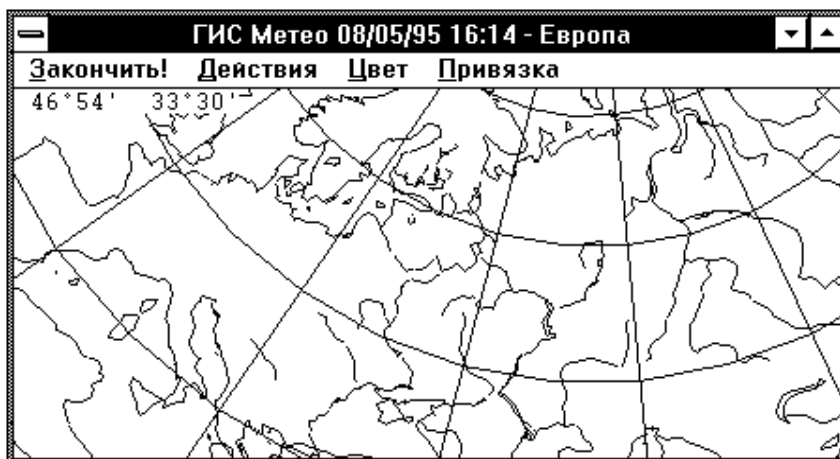 ГИС Метео 08/05/95 16:14 - Европа
Закончить! Действия Цвет Привязка
46°54' 33°30'